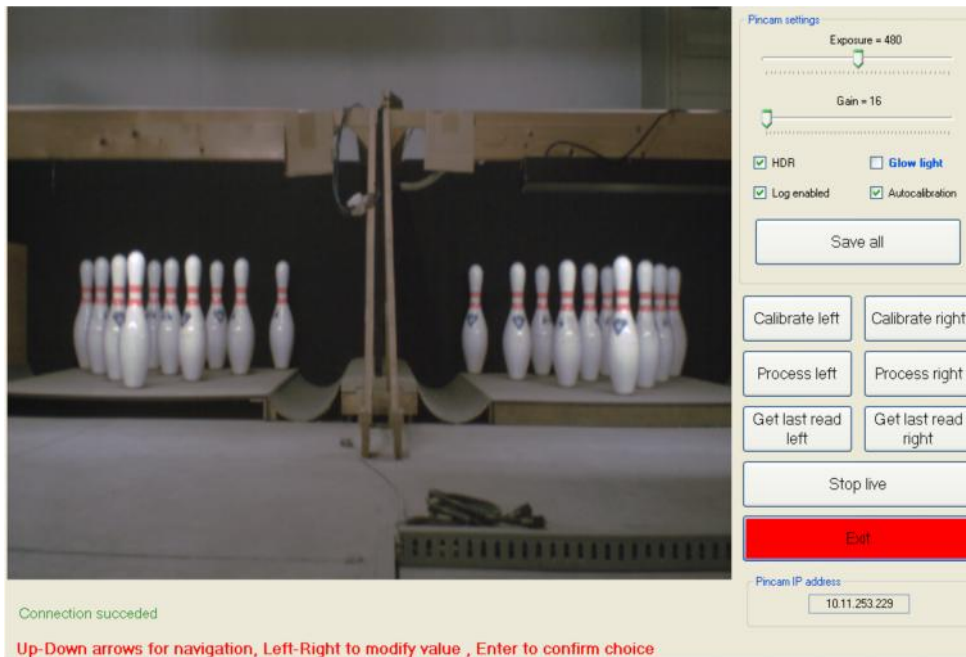 Pincam settings
Exposure = 480
Gain = 16
HDR
Glow light
Log enabled
Autocalibration
Save all
Calibrate left
Calibrate right
Process left
Process right
Get last read
left
Get last read
right
Stop live
Exit
Pincam IP address
10.11.253.229
Connection succeded
Up-Down arrows for navigation, Left-Right to modify value , Enter to confirm choice